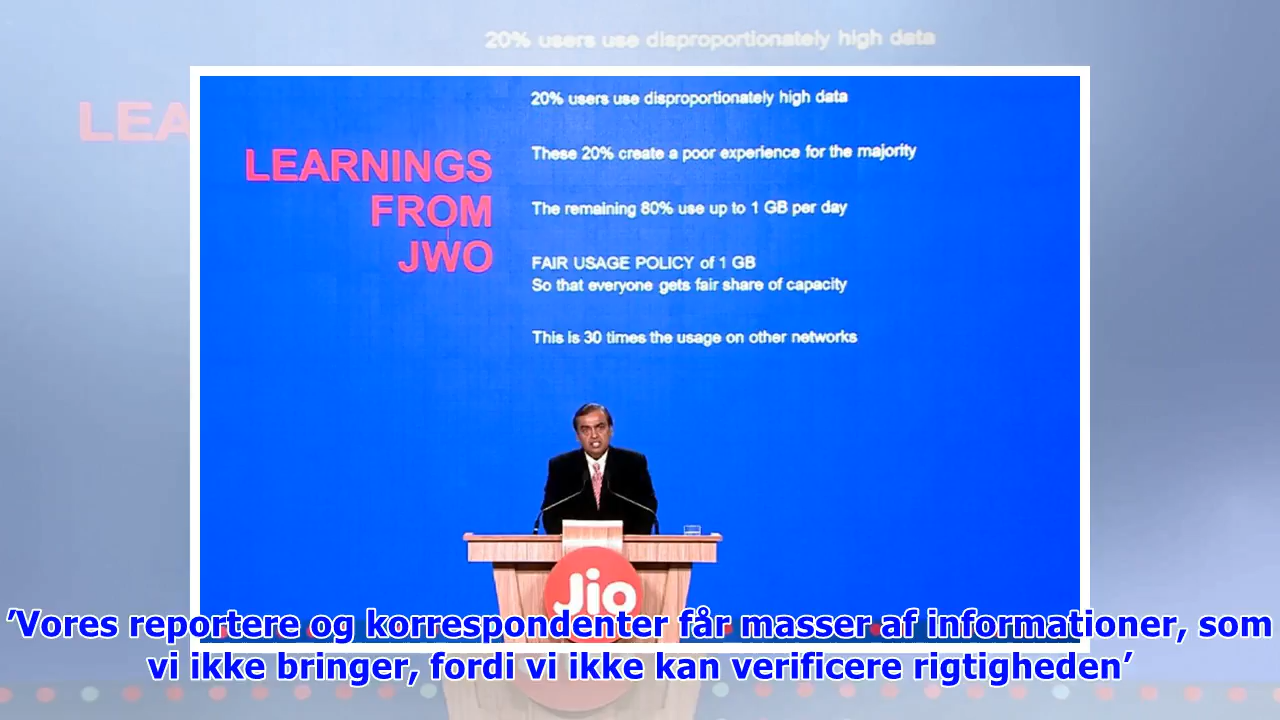 20% users use disproportionately high data
LEA
20% users use disproportionately high data
LEARNINGS
FROM
JWO
These 20% create a poor experience for the majority
The remaining 80% use up to 1 GB per day
FAIR USAGE POLICY of 1 GB
So that everyone gets fair share of capacity
This is 30 times the usage on other networks
Jio
’Vores reportere og korrespondenter får masser af informationer, som
vi ikke bringer, fordi vi ikke kan verificere rigtigheden’